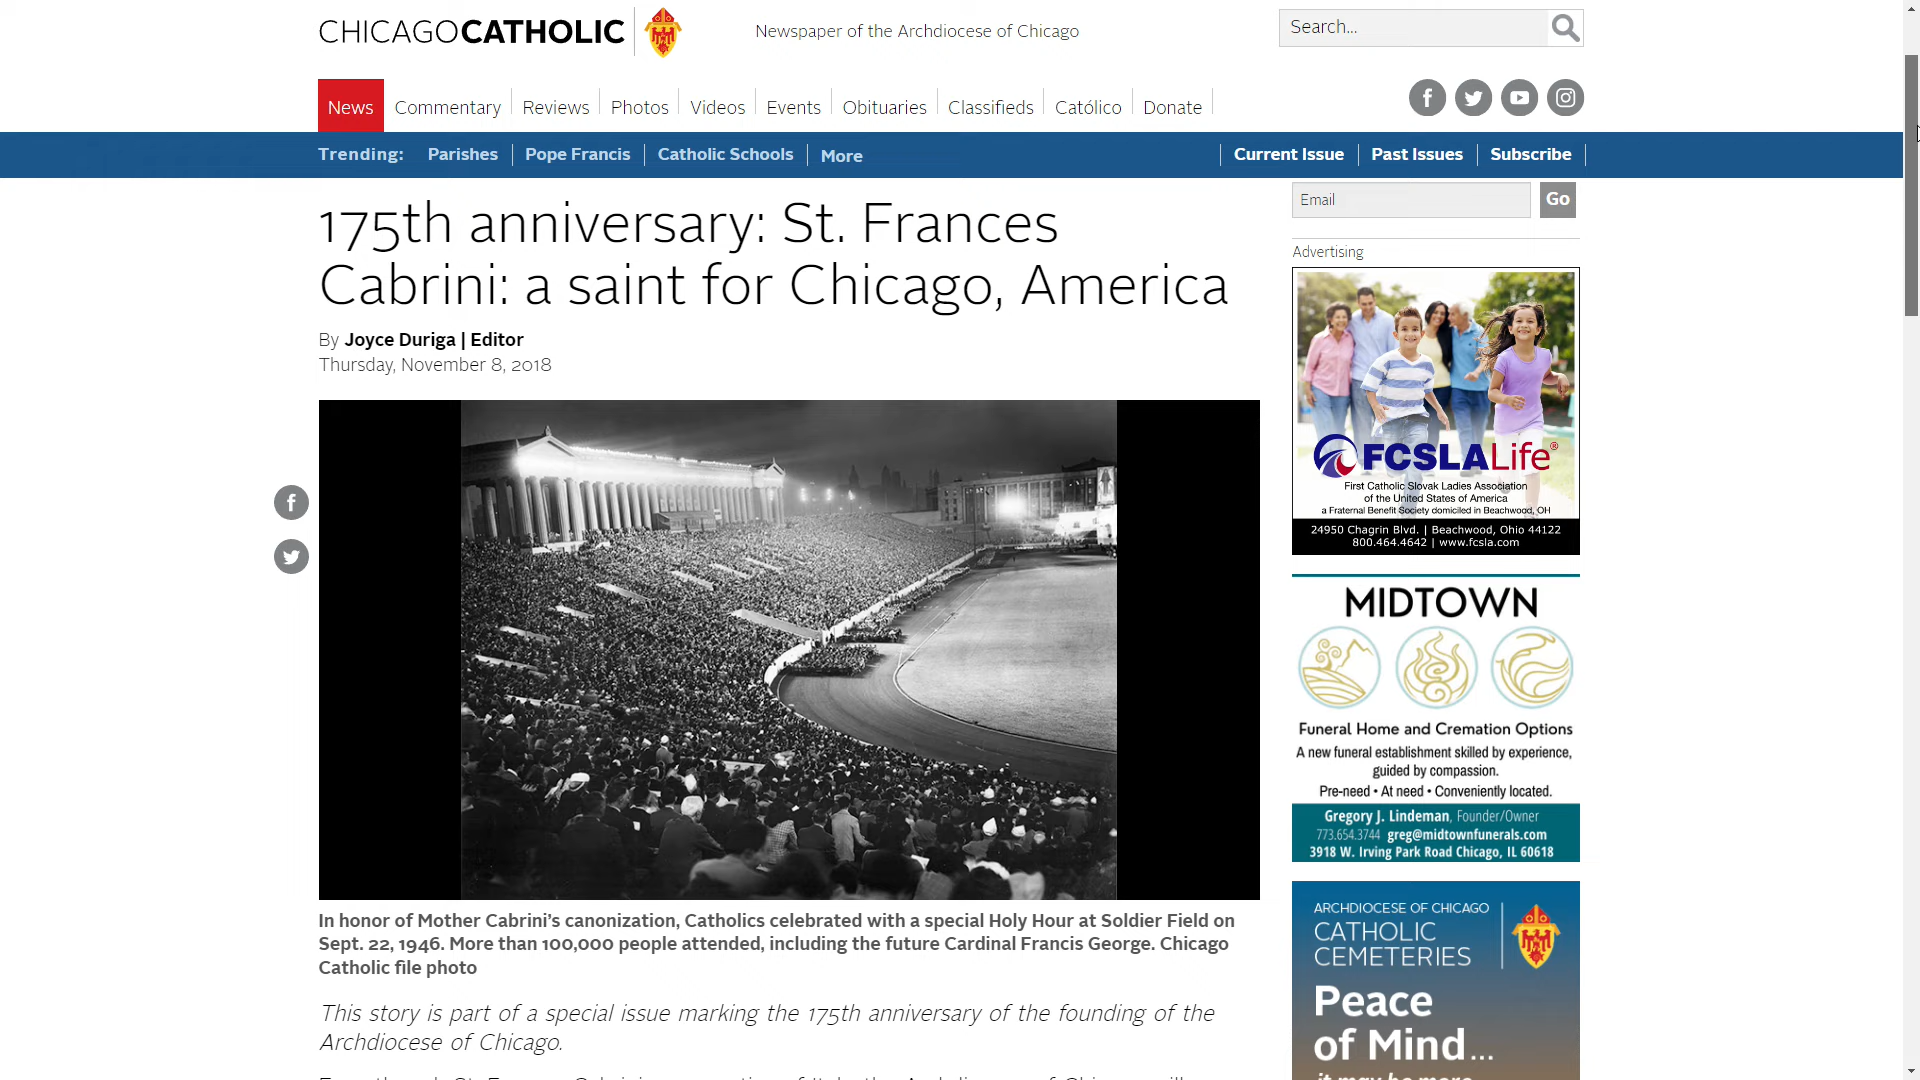 CHICAGOCATHOLIC
Newspaper of the Archdiocese of Chicago
Search...
News
Commentary
Reviews
Photos
Videos
Events
Obituaries
Classifieds
Católico
Donate
Trending:
Parishes
Pope Francis
Catholic Schools
More
Current Issue
Past Issues
Subscribe
175th anniversary: St. Frances
Cabrini: a saint for Chicago, America
By Joyce Duriga | Editor
Thursday, November 8, 2018
In honor of Mother Cabrini’s canonization, Catholics celebrated with a special Holy Hour at Soldier Field on
Sept. 22, 1946. More than 100,000 people attended, including the future Cardinal Francis George. Chicago
Catholic file photo
This story is part of a special issue marking the 175th anniversary of the founding of the
Archdiocese of Chicago.
Email
Go
Advertising
FCSLALife®
First Catholic Slovak Ladies Association
of the United States of America
a Fraternal Benefit Society domiciled in Beachwood, OH
24950 Chagrin Blvd. | Beachwood, Ohio 44122
800.464.4642 | www.fcsla.com
MIDTOWN
Funeral Home and Cremation Options
A new funeral establishment skilled by experience,
guided by compassion.
Pre-need • At need • Conveniently located.
Gregory J. Lindeman, Founder/Owner
773.654.3744 greg@midtownfunerals.com
3918 W. Irving Park Road Chicago, IL 60618
ARCHDIOCESE OF CHICAGO
CATHOLIC
CEMETERIES
Peace
of Mind...